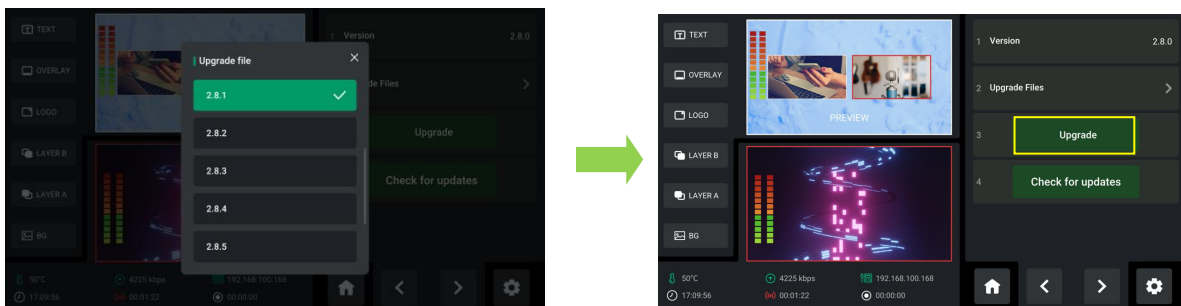 TEXT
1 Version 2.8.0
Upgrade file
OVERLAY
de Files
2.8.1
LOGO
2.8.2
Upgrade
LAYER B
2.8.3
Check for updates
LAYER A
2.8.4
BG
2.8.5
50°C
4225 kbps
192.168.100.168
17:09:56
00:01:22
00:00:00
TEXT
1 Version 2.8.0
OVERLAY
2 Upgrade Files
LOGO
PREVIEW
3 Upgrade
LAYER B
4 Check for updates
LAYER A
BG
50°C
4225 kbps
192.168.100.168
17:09:56
00:01:22
00:00:00